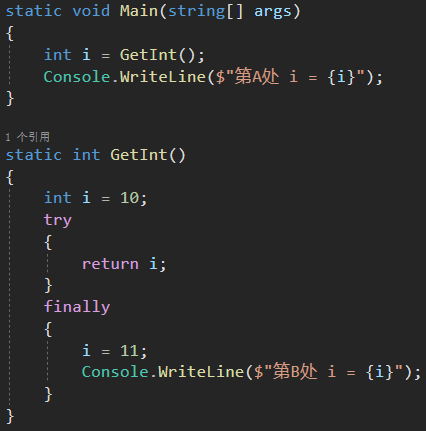 static void Main(string[] args)
{
    int i = GetInt();
    Console.WriteLine($"第A处 i = {i}");
}
1 个引用
static int GetInt()
{
    int i = 10;
    try
    {
        return i;
    }
    finally
    {
        i = 11;
        Console.WriteLine($"第B处 i = {i}");
    }
}